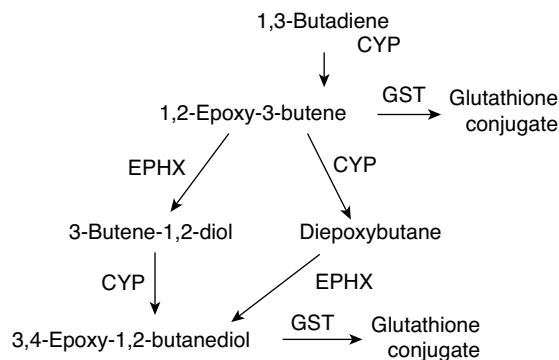 1,3-Butadiene
CYP
1,2-Epoxy-3-butene
GST
Glutathione
conjugate
EPHX
CYP
3-Butene-1,2-diol
Diepoxybutane
CYP
EPHX
3,4-Epoxy-1,2-butanediol
GST
Glutathione
conjugate